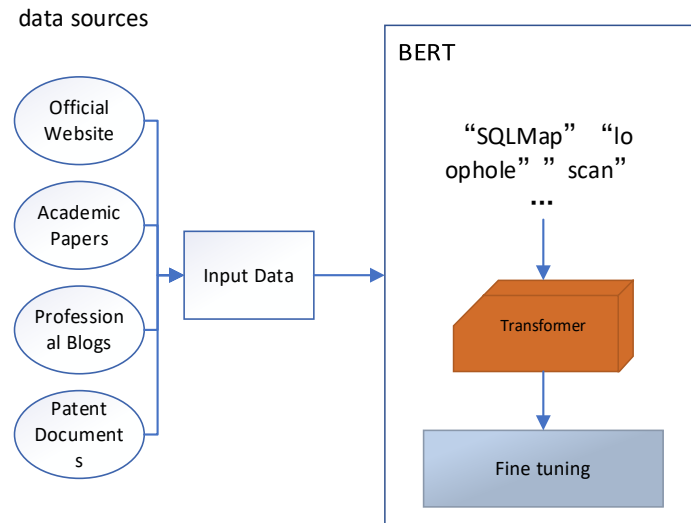 data sources
Official
Website
Academic
Papers
Profession
al Blogs
Patent
Document
s
Input Data
BERT
“SQLMap” “lo
ophole” ” scan”
...
Transformer
Fine tuning